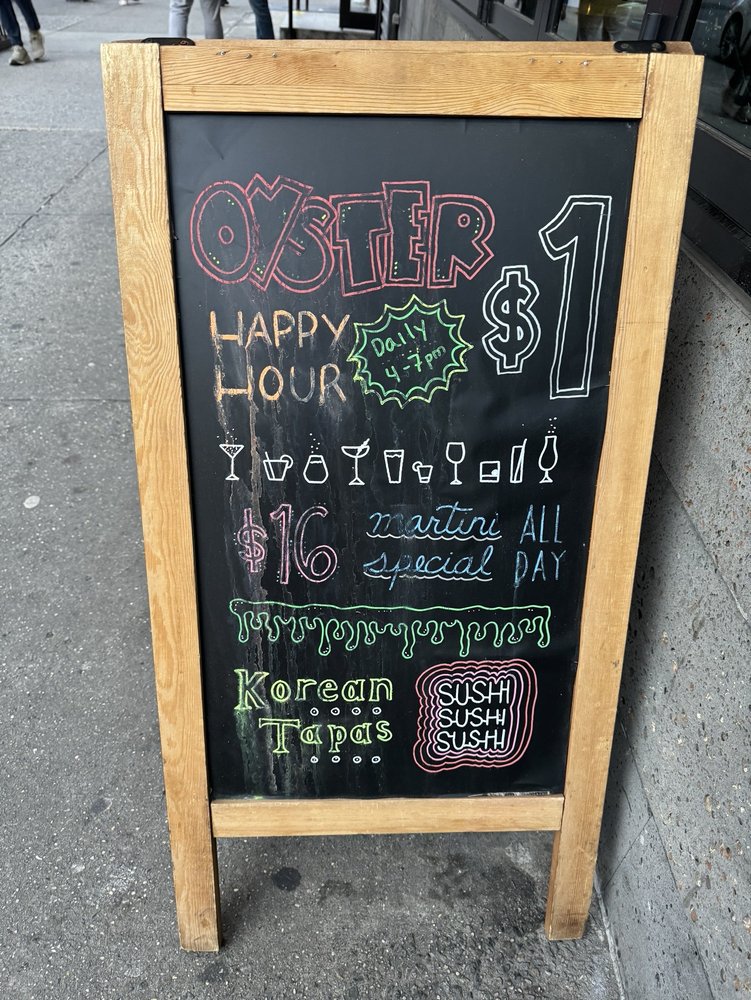 OYSTER $1
HAPPY HOUR
Daily
4-7pm
$16 martini special ALL DAY
Korean
Tapas
SUSHI
SUSHI
SUSHI